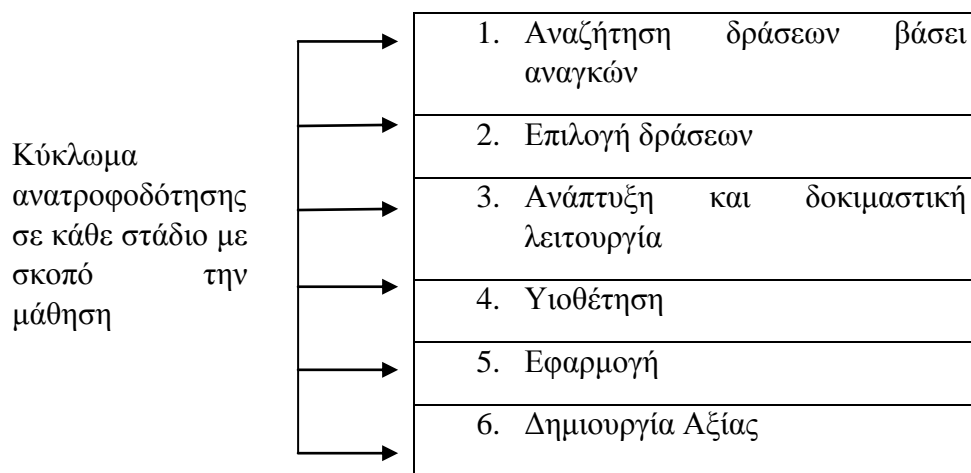 Κύκλωμα
ανατροφοδότησης
σε κάθε στάδιο με
σκοπό την
μάθηση
1. Αναζήτηση δράσεων βάσει
αναγκών
2. Επιλογή δράσεων
3. Ανάπτυξη και δοκιμαστική
λειτουργία
4. Υιοθέτηση
5. Εφαρμογή
6. Δημιουργία Αξίας